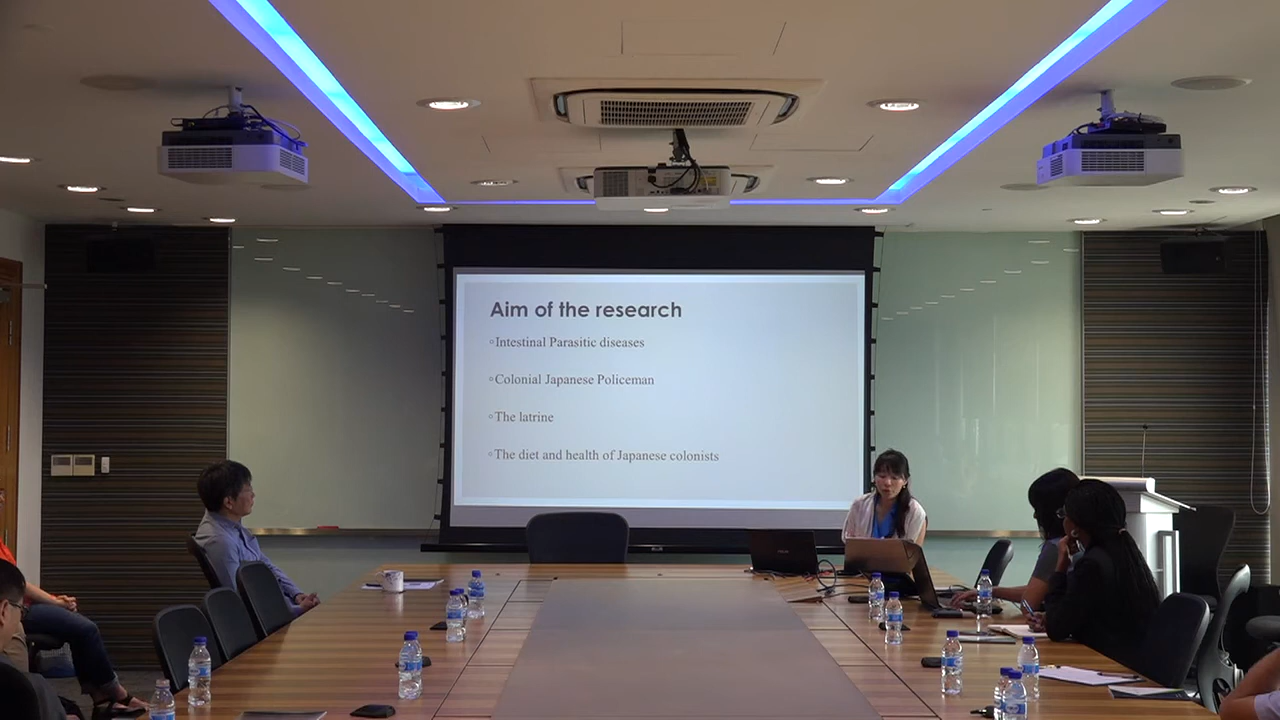 Aim of the research
◦Intestinal Parasitic diseases
◦Colonial Japanese Policeman
◦The latrine
◦The diet and health of Japanese colonists